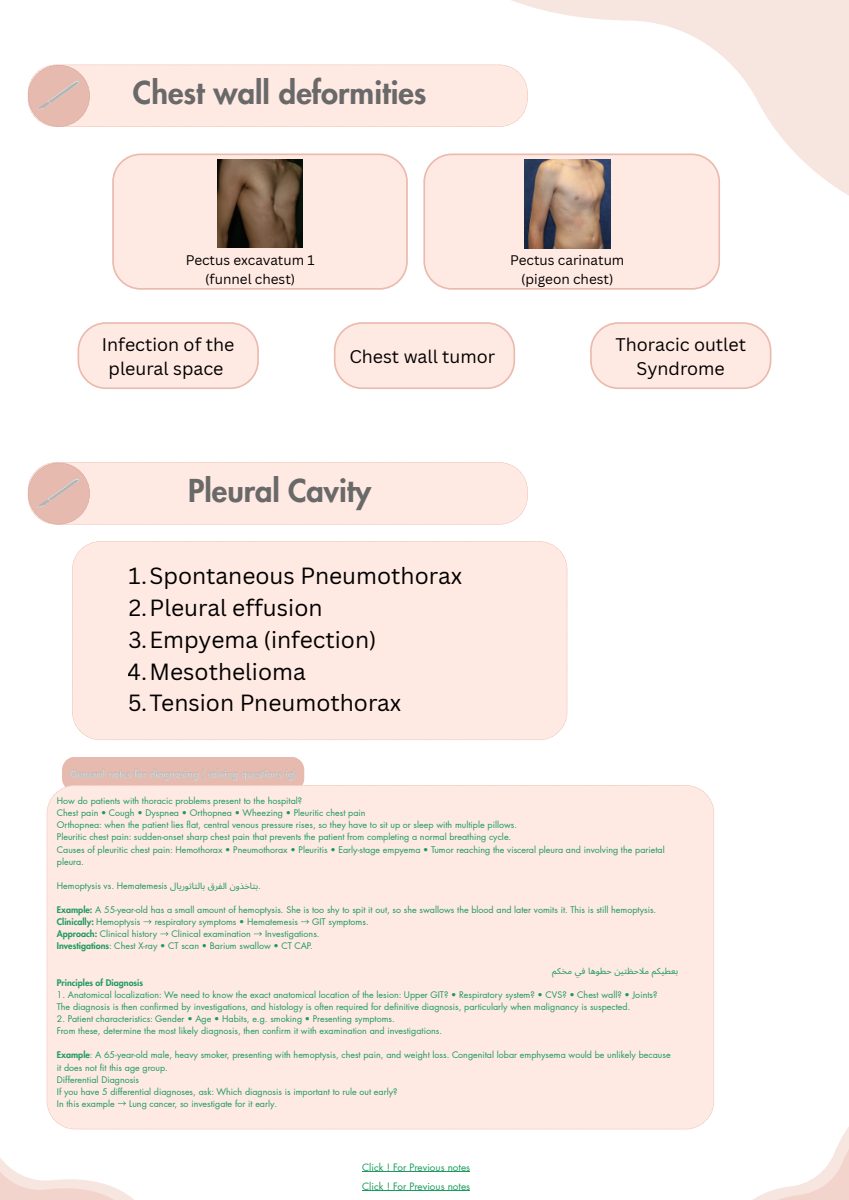 Chest wall deformities
Pectus excavatum 1
(funnel chest)
Pectus carinatum
(pigeon chest)
Infection of the
pleural space
Chest wall tumor
Thoracic outlet
Syndrome
Pleural Cavity
1. Spontaneous Pneumothorax
2. Pleural effusion
3. Empyema (infection)
4. Mesothelioma
5. Tension Pneumothorax
General notes for diagnosing ( solving questions
How do patients with thoracic problems present to the hospital?
Chest pain • Cough • Dyspnea • Orthopnea • Wheezing • Pleuritic chest pain
Orthopnea: when the patient lies flat, central venous pressure rises, so they have to sit up or sleep with multiple pillows.
Pleuritic chest pain: sudden-onset sharp chest pain that prevents the patient from completing a normal breathing cycle.
Causes of pleuritic chest pain: Hemothorax • Pneumothorax • Pleuritis • Early-stage empyema • Tumor reaching the visceral pleura and involving the parietal
pleura.
Hemoptysis vs. Hematemesis بتاخذون الفرق بالتاتوريال.
Example: A 55-year-old has a small amount of hemoptysis. She is too shy to spit it out, so she swallows the blood and later vomits it. This is still hemoptysis.
Clinically: Hemoptysis → respiratory symptoms • Hematemesis → GIT symptoms.
Approach: Clinical history → Clinical examination → Investigations.
Investigations: Chest X-ray • CT scan • Barium swallow • CT CAP.
بعطيكم ملاحظتين حطوها في مخكم
Principles of Diagnosis
1. Anatomical localization: We need to know the exact anatomical location of the lesion: Upper GIT? • Respiratory system? • CVS? • Chest wall? • Joints?
The diagnosis is then confirmed by investigations, and histology is often required for definitive diagnosis, particularly when malignancy is suspected.
2. Patient characteristics: Gender • Age • Habits, e.g. smoking • Presenting symptoms.
From these, determine the most likely diagnosis, then confirm it with examination and investigations.
Example: A 65-year-old male, heavy smoker, presenting with hemoptysis, chest pain, and weight loss. Congenital lobar emphysema would be unlikely because
it does not fit this age group.
Differential Diagnosis
If you have 5 differential diagnoses, ask: Which diagnosis is important to rule out early?
In this example → Lung cancer, so investigate for it early.
Click ! For Previous notes
Click ! For Previous notes